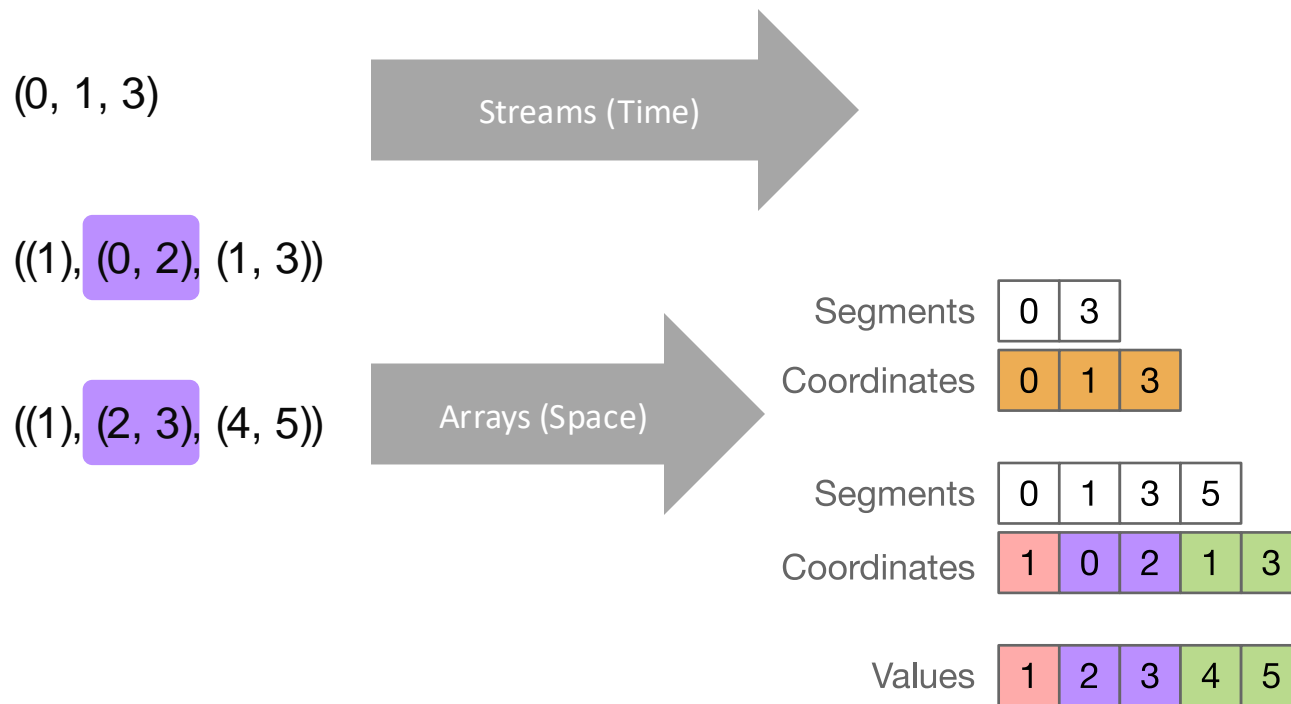 (0, 1, 3)
Streams (Time)
((1), (0, 2), (1, 3))
((1), (2, 3), (4, 5))
Arrays (Space)
Segments 0 3
Coordinates 0 1 3
Segments 0 1 3 5
Coordinates 1 0 2 1 3
Values 1 2 3 4 5